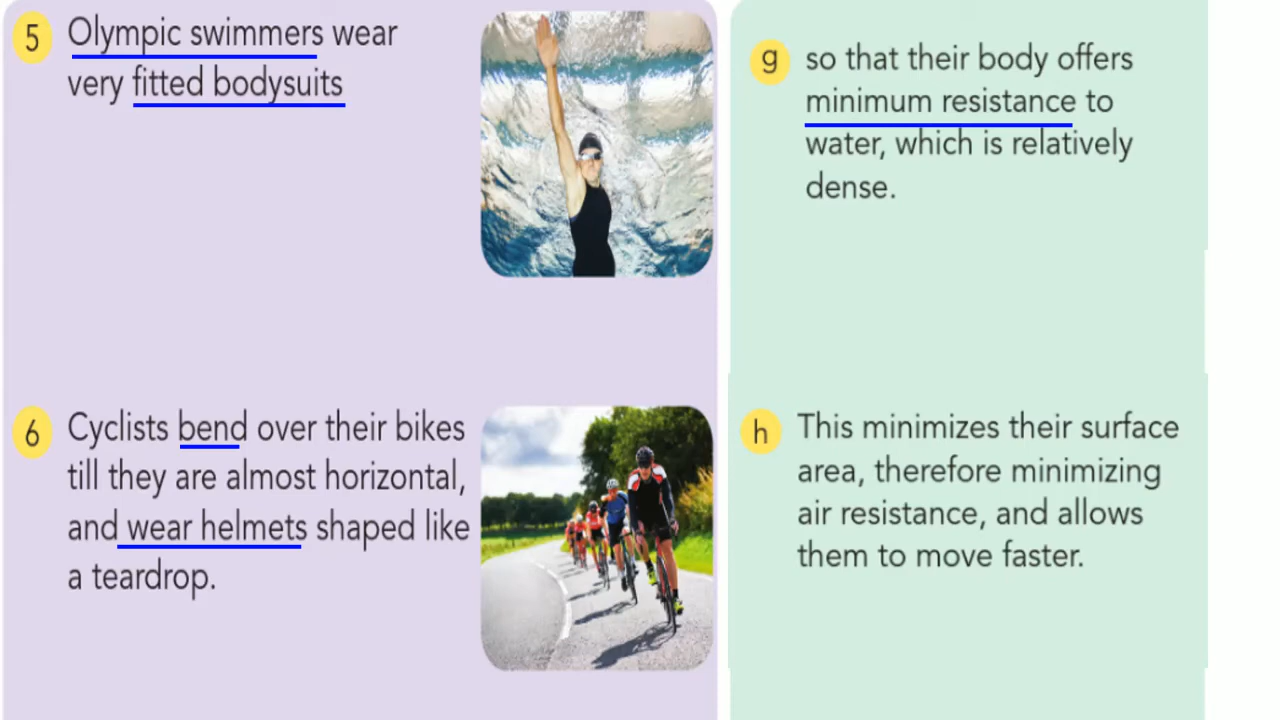 5
Olympic swimmers wear
very fitted bodysuits
g
so that their body offers
minimum resistance to
water, which is relatively
dense.
6
Cyclists bend over their bikes
till they are almost horizontal,
and wear helmets shaped like
a teardrop.
h
This minimizes their surface
area, therefore minimizing
air resistance, and allows
them to move faster.